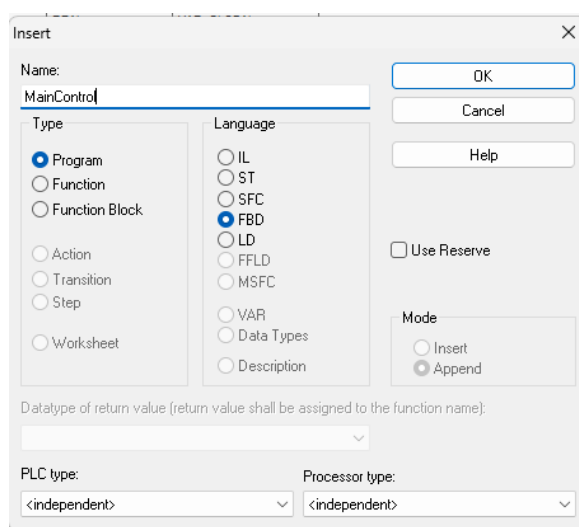 Insert
Name:
MainControl
OK
Cancel
Help
Type
Program
Function
Function Block
Action
Transition
Step
Worksheet
Language
IL
ST
SFC
FBD
LD
FFLD
MSFC
VAR
Data Types
Description
Use Reserve
Mode
Insert
Append
Datatype of return value (return value shall be assigned to the function name):
PLC type:
<independent>
Processor type:
<independent>